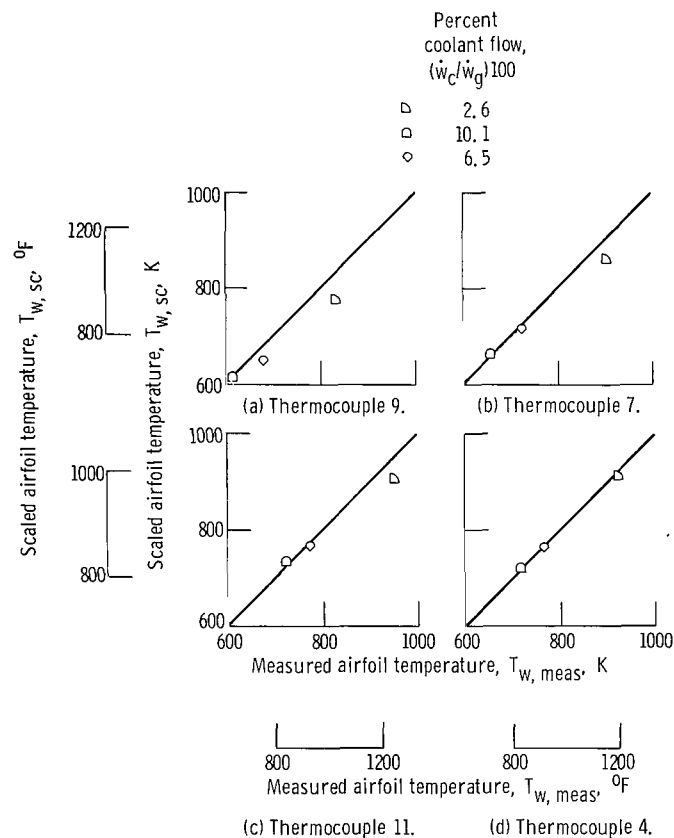 Percent
coolant flow,
(ẇc/ẇg)100
2.6
10.1
6.5
Scaled airfoil temperature, Tw, sc, °F
1200
800
Scaled airfoil temperature, Tw, sc, K
1000
800
600
(a) Thermocouple 9.
(b) Thermocouple 7.
1000
800
1000
800
600
600 800 1000 600 800 1000
Measured airfoil temperature, Tw, meas, K
800 1200 800 1200
Measured airfoil temperature, Tw, meas, °F
(c) Thermocouple 11. (d) Thermocouple 4.